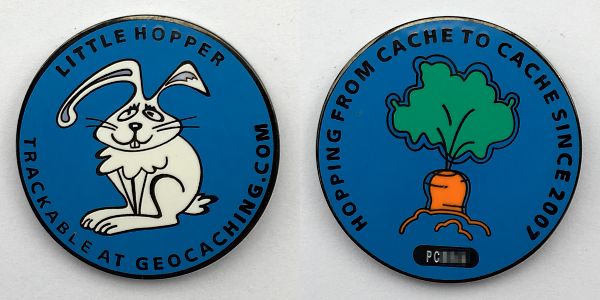 LITTLE HOPPER
TRACKABLE AT GEOCACHING.COM
HOPPING FROM CACHE TO CACHE SINCE 2007
PC